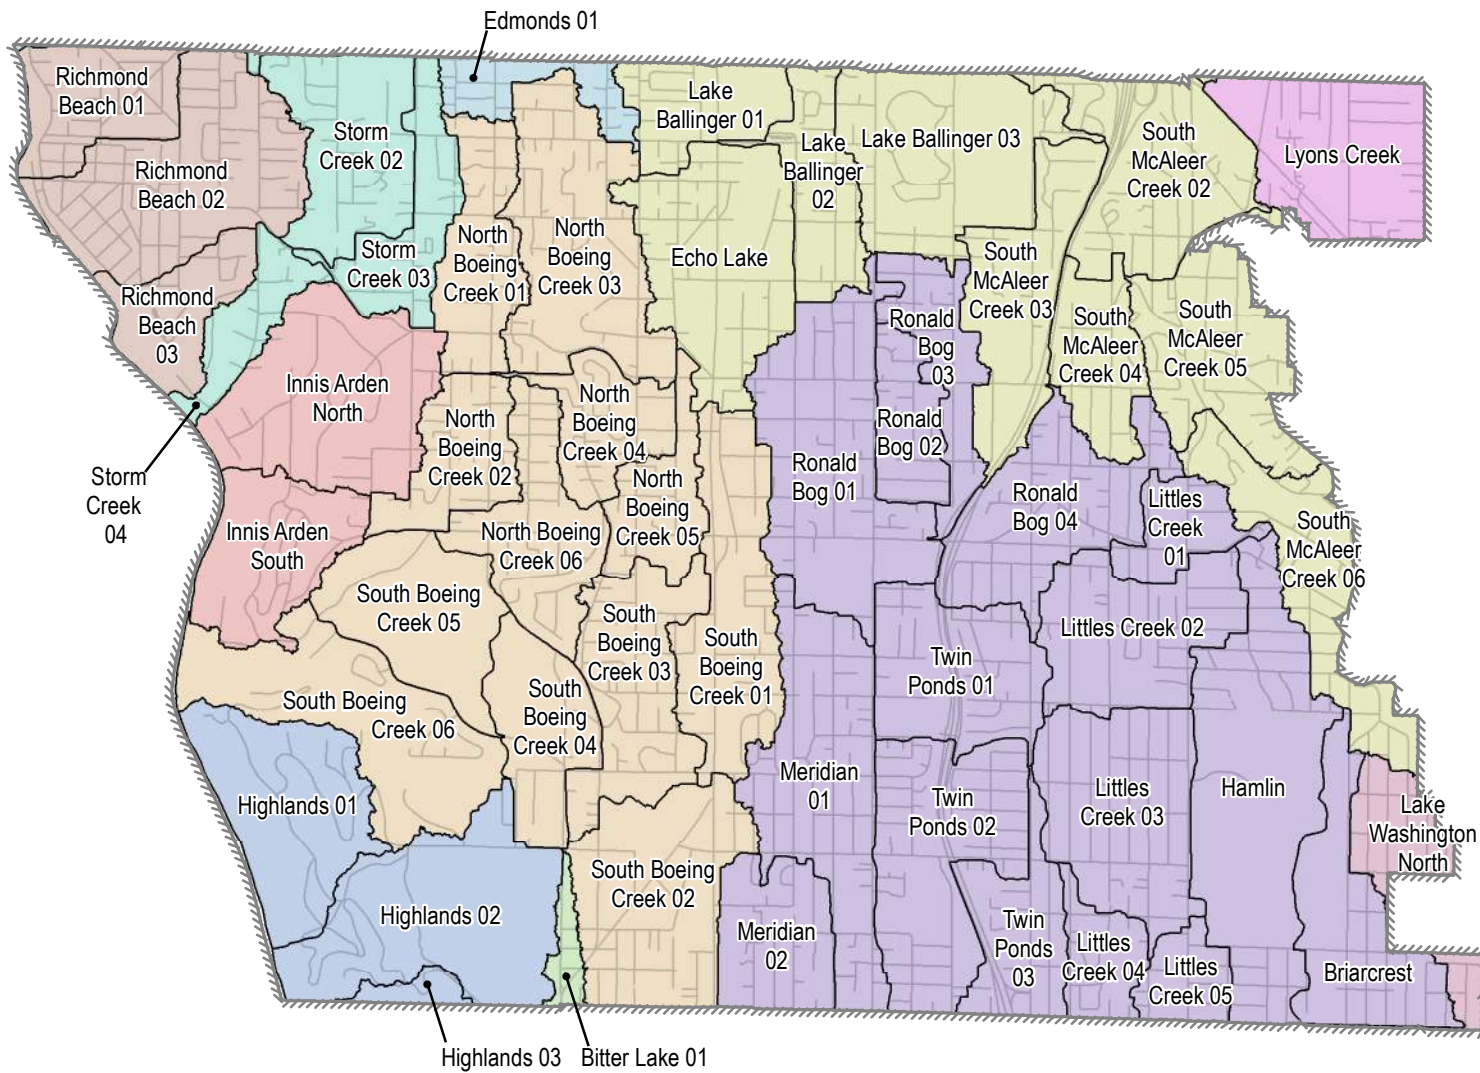 Edmonds 01
Richmond
Beach 01
Richmond
Beach 02
Richmond
Beach
03
Storm
Creek 02
Storm
Creek 03
Storm
Creek
04
Lake
Ballinger 01
Lake
Ballinger
02
Lake Ballinger 03
Echo Lake
South
McAleer
Creek 02
Lyons Creek
South
McAleer
Creek 03
South
McAleer
Creek 04
South
McAleer
Creek 05
South
McAleer
Creek 06
North
Boeing
Creek 01
North
Boeing
Creek 03
North
Boeing
Creek 02
North
Boeing
Creek 04
North
Boeing
Creek 05
North Boeing
Creek 06
Innis Arden
North
Innis Arden
South
South Boeing
Creek 05
South Boeing
Creek 06
South
Boeing
Creek 04
South
Boeing
Creek 03
South
Boeing
Creek 01
South Boeing
Creek 02
Ronald
Bog 01
Ronald
Bog 02
Ronald
Bog
03
Ronald
Bog 04
Littles
Creek
01
Littles Creek 02
Littles
Creek 03
Littles
Creek 04
Littles
Creek 05
Twin
Ponds 01
Twin
Ponds 02
Twin
Ponds
03
Meridian
01
Meridian
02
Hamlin
Briarcrest
Lake
Washington
North
Highlands 01
Highlands 02
Highlands 03
Bitter Lake 01